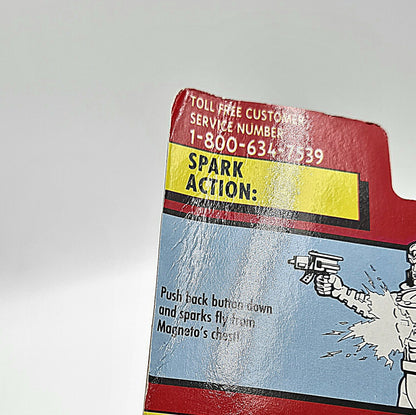 TOLL FREE CUSTOMER
SERVICE NUMBER
1-800-634-7539
SPARK
ACTION:
Push back button down
and sparks fly from
Magneto's chest!